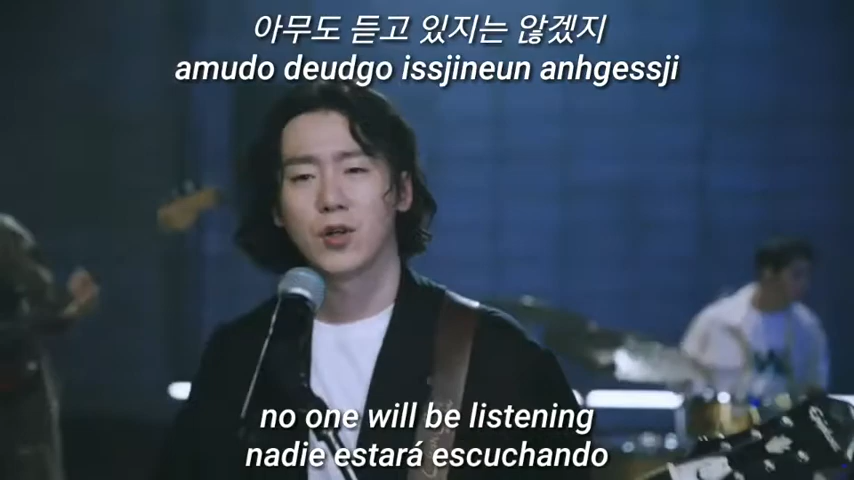 아무도 듣고 있지는 않겠지
amudo deudgo issjineun anhgessji
no one will be listening
nadie estará escuchando